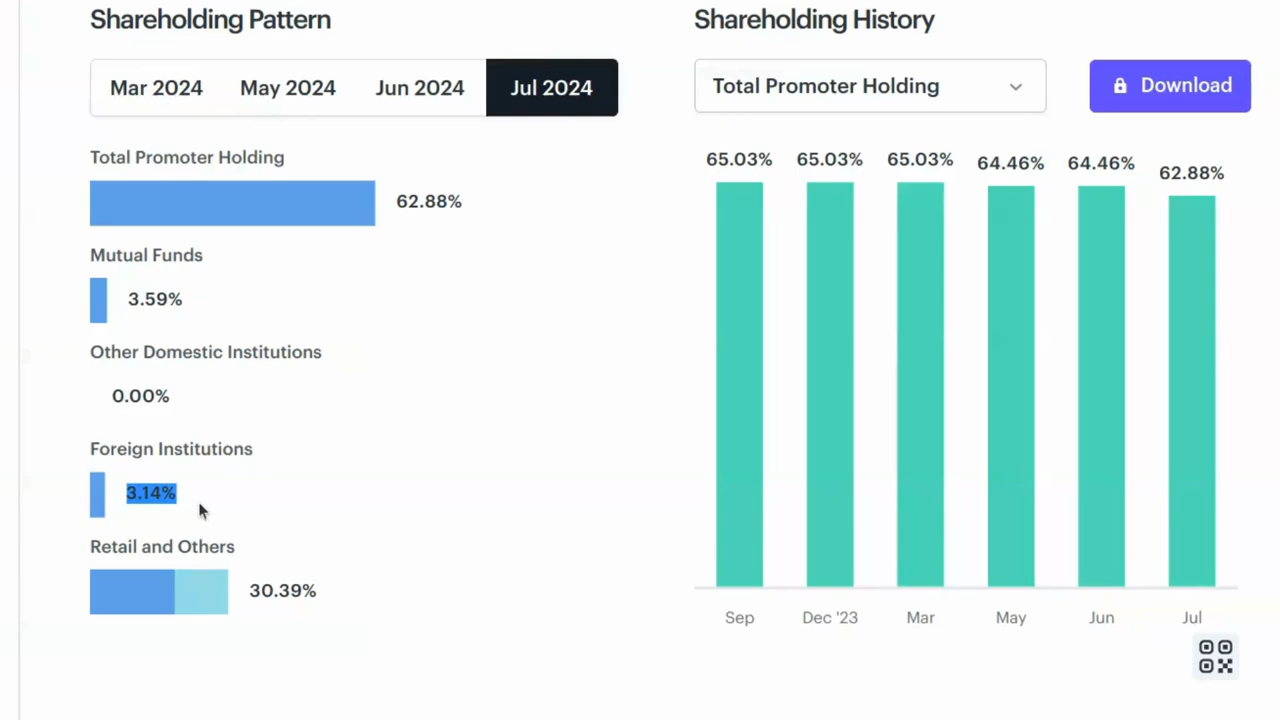 Shareholding Pattern
Mar 2024 May 2024 Jun 2024 Jul 2024
Total Promoter Holding
62.88%
Mutual Funds
3.59%
Other Domestic Institutions
0.00%
Foreign Institutions
3.14%
Retail and Others
30.39%
Shareholding History
Total Promoter Holding
Download
65.03% 65.03% 65.03% 64.46% 64.46% 62.88%
Sep Dec '23 Mar May Jun Jul